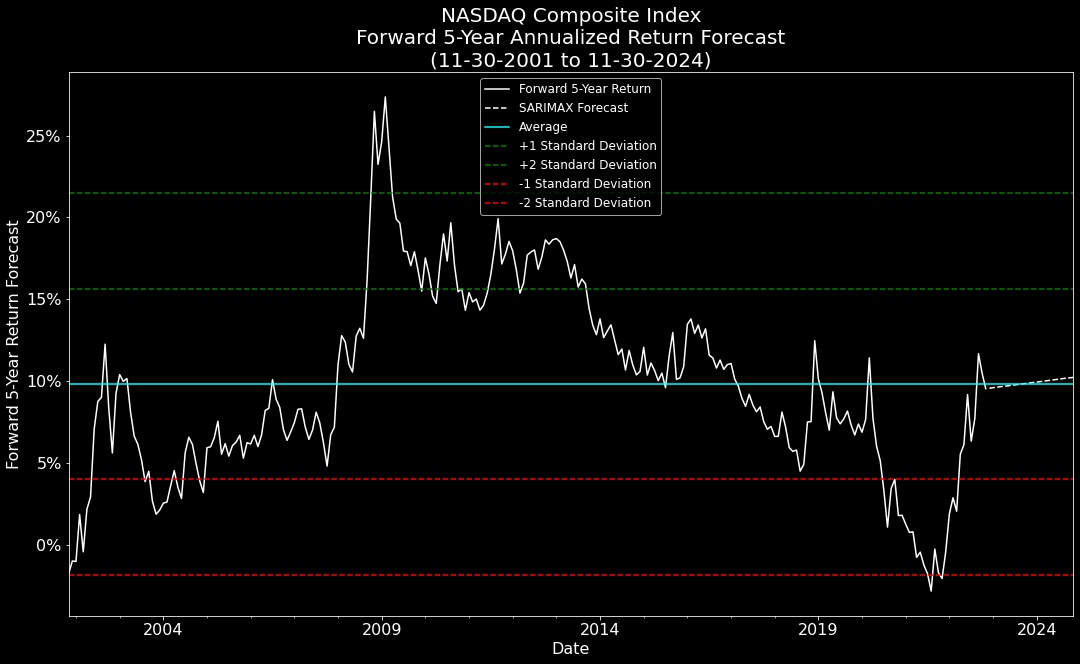 NASDAQ Composite Index
Forward 5-Year Annualized Return Forecast
(11-30-2001 to 11-30-2024)
Forward 5-Year Return
SARIMAX Forecast
Average
+1 Standard Deviation
+2 Standard Deviation
-1 Standard Deviation
-2 Standard Deviation
Forward 5-Year Return Forecast
25%
20%
15%
10%
5%
0%
2004
2009
2014
2019
2024
Date